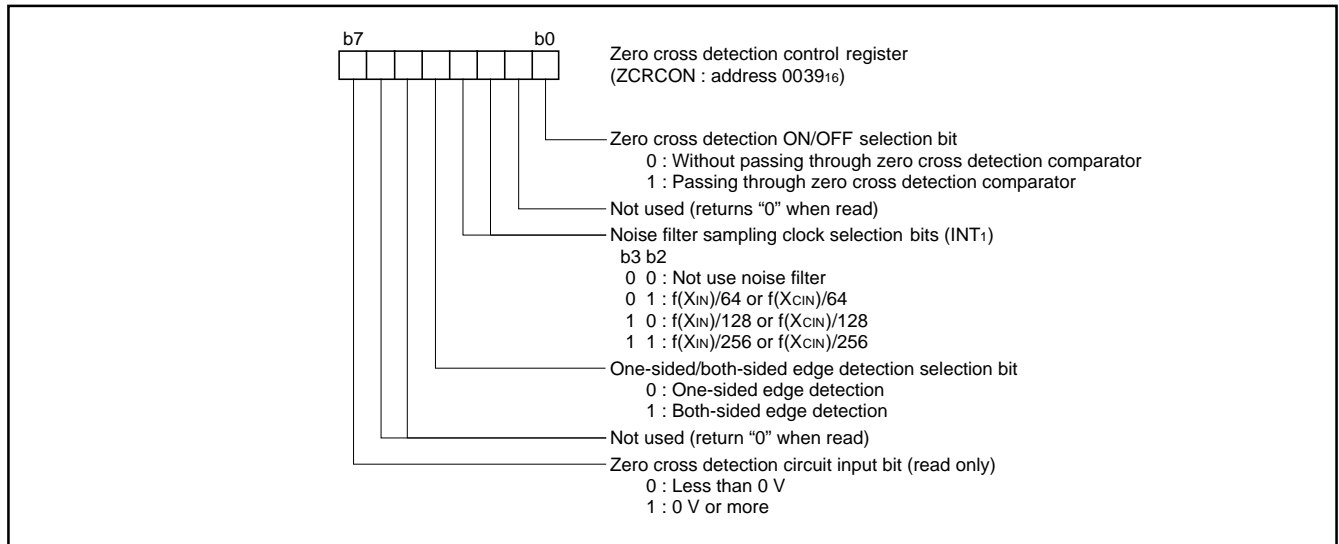 b7 b0
Zero cross detection control register
(ZCRCON : address 003916)
Zero cross detection ON/OFF selection bit
0 : Without passing through zero cross detection comparator
1 : Passing through zero cross detection comparator
Not used (returns “0” when read)
Noise filter sampling clock selection bits (INT1)
b3 b2
0 0 : Not use noise filter
0 1 : f(XIN)/64 or f(XCIN)/64
1 0 : f(XIN)/128 or f(XCIN)/128
1 1 : f(XIN)/256 or f(XCIN)/256
One-sided/both-sided edge detection selection bit
0 : One-sided edge detection
1 : Both-sided edge detection
Not used (return “0” when read)
Zero cross detection circuit input bit (read only)
0 : Less than 0 V
1 : 0 V or more